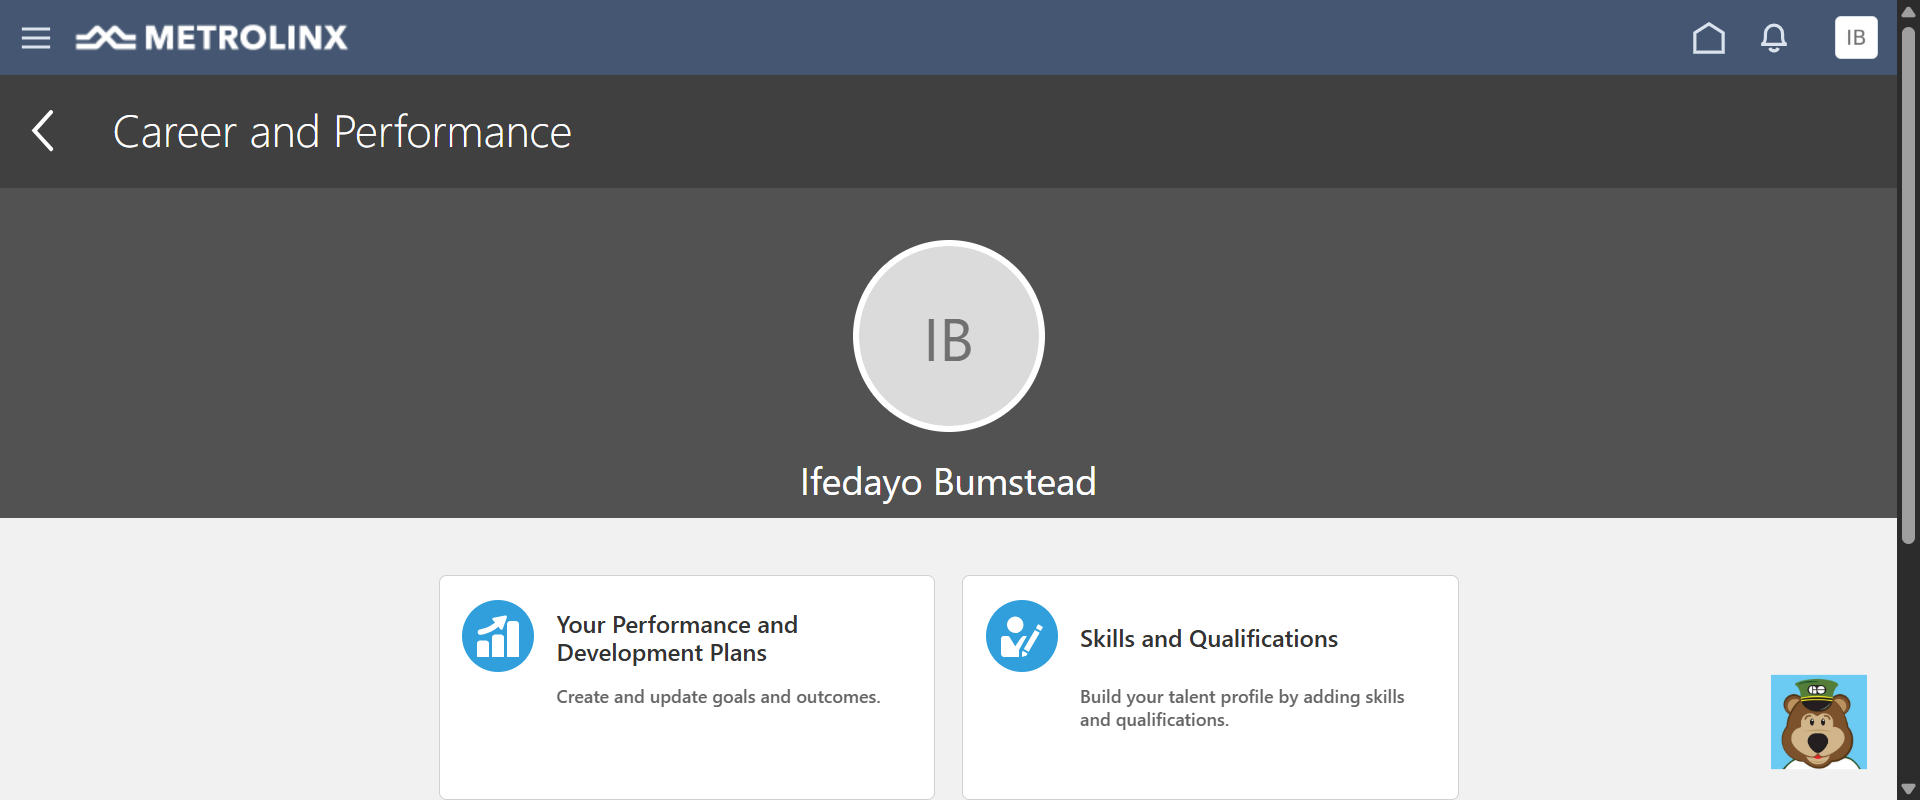 METROLINX
IB
Career and Performance
IB
Ifedayo Bumstead
Your Performance and
Development Plans
Create and update goals and outcomes.
Skills and Qualifications
Build your talent profile by adding skills
and qualifications.
GO